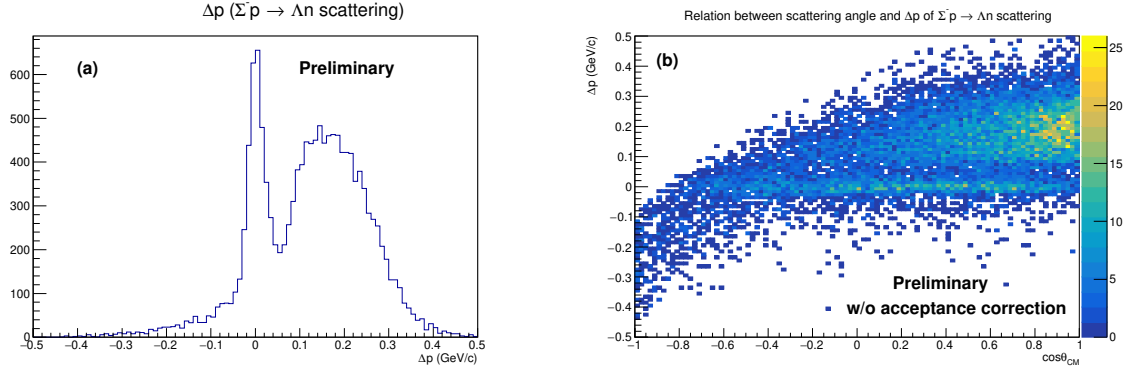 Δp (Σ⁻p → Λn scattering)
(a)
Preliminary
600
500
400
300
200
100
0
−0.5 −0.4 −0.3 −0.2 −0.1 0 0.1 0.2 0.3 0.4 0.5
Δp (GeV/c)
Relation between scattering angle and Δp of Σ⁻p → Λn scattering
Δp (GeV/c)
(b)
0.5
0.4
0.3
0.2
0.1
0
−0.1
−0.2
−0.3
−0.4
−0.5
Preliminary
w/o acceptance correction
−1 −0.8 −0.6 −0.4 −0.2 0 0.2 0.4 0.6 0.8 1
cosθCM
25
20
15
10
5
0